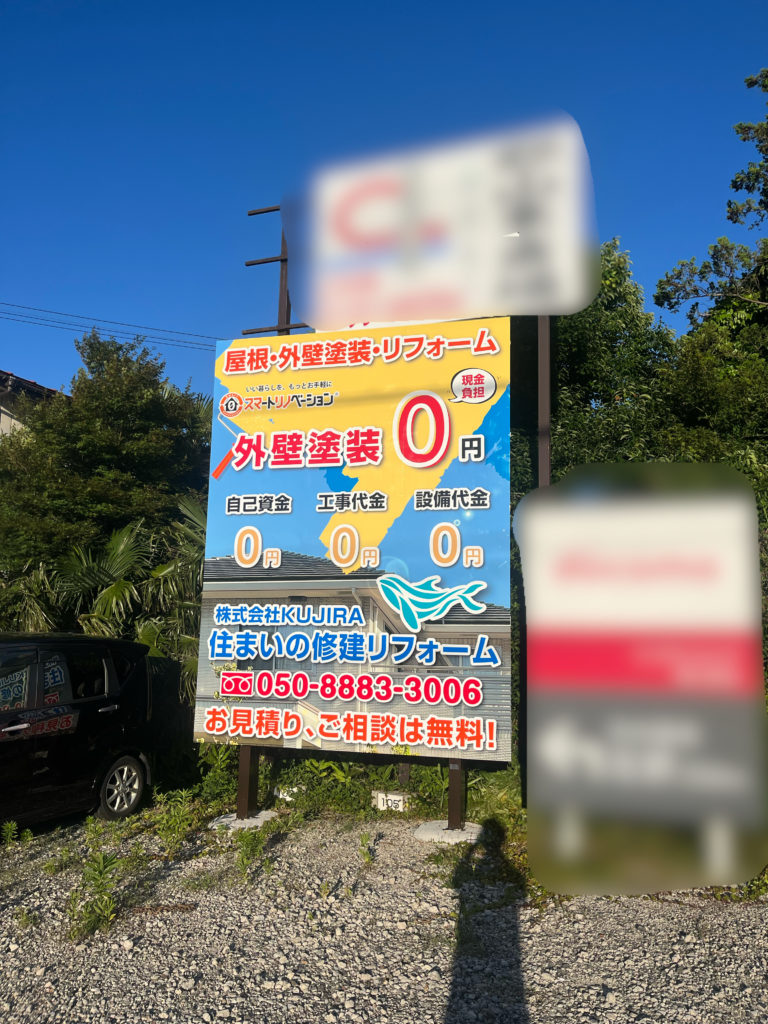 屋根・外壁塗装・リフォーム
いい暮らしを、もっとお手軽に
スマートリノベーション
現金
負担
外壁塗装0円
自己資金 工事代金 設備代金
0円 0円 0円
株式会社KUJIRA
住まいの修建リフォーム
050-8883-3006
お見積り、ご相談は無料!
105